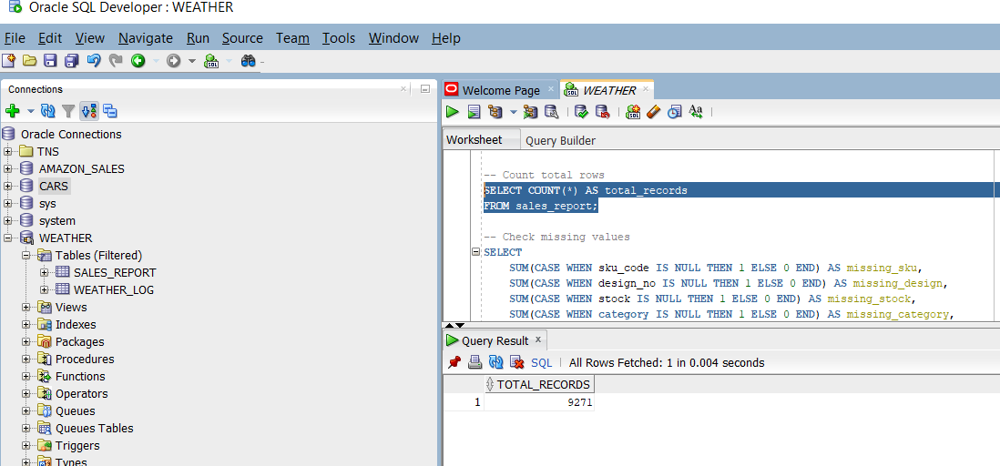 Oracle SQL Developer : WEATHER
File Edit View Navigate Run Source Team Tools Window Help
Connections
Oracle Connections
TNS
AMAZON_SALES
CARS
sys
system
WEATHER
Tables (Filtered)
SALES_REPORT
WEATHER_LOG
Views
Indexes
Packages
Procedures
Functions
Operators
Queues
Queues Tables
Triggers
Types
Welcome Page WEATHER
Worksheet Query Builder
-- Count total rows
SELECT COUNT(*) AS total_records
FROM sales_report;
-- Check missing values
SELECT
SUM(CASE WHEN sku_code IS NULL THEN 1 ELSE 0 END) AS missing_sku,
SUM(CASE WHEN design_no IS NULL THEN 1 ELSE 0 END) AS missing_design,
SUM(CASE WHEN stock IS NULL THEN 1 ELSE 0 END) AS missing_stock,
SUM(CASE WHEN category IS NULL THEN 1 ELSE 0 END) AS missing_category,
Query Result
SQL All Rows Fetched: 1 in 0.004 seconds
TOTAL_RECORDS
1 9271